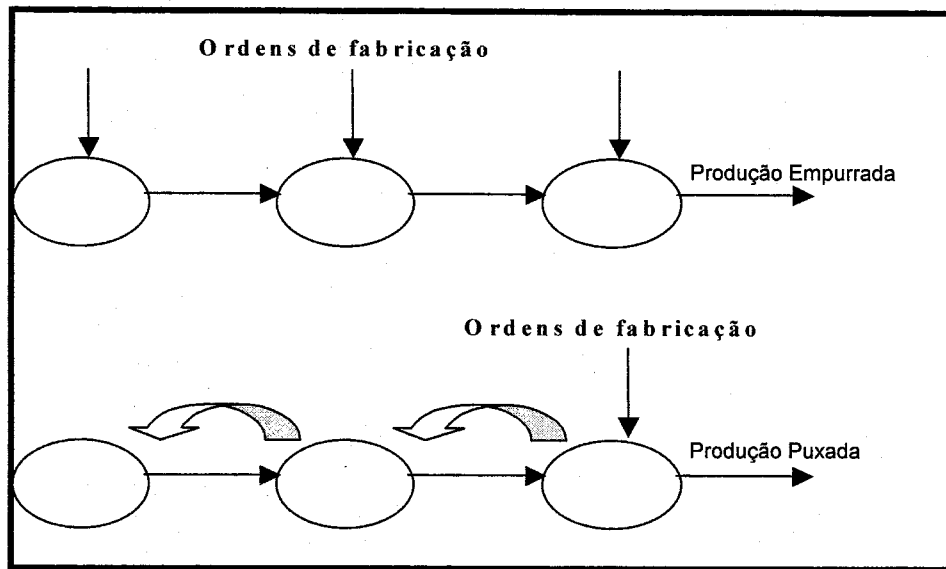 Ordens de fabricação
Produção Empurrada
Ordens de fabricação
Produção Puxada